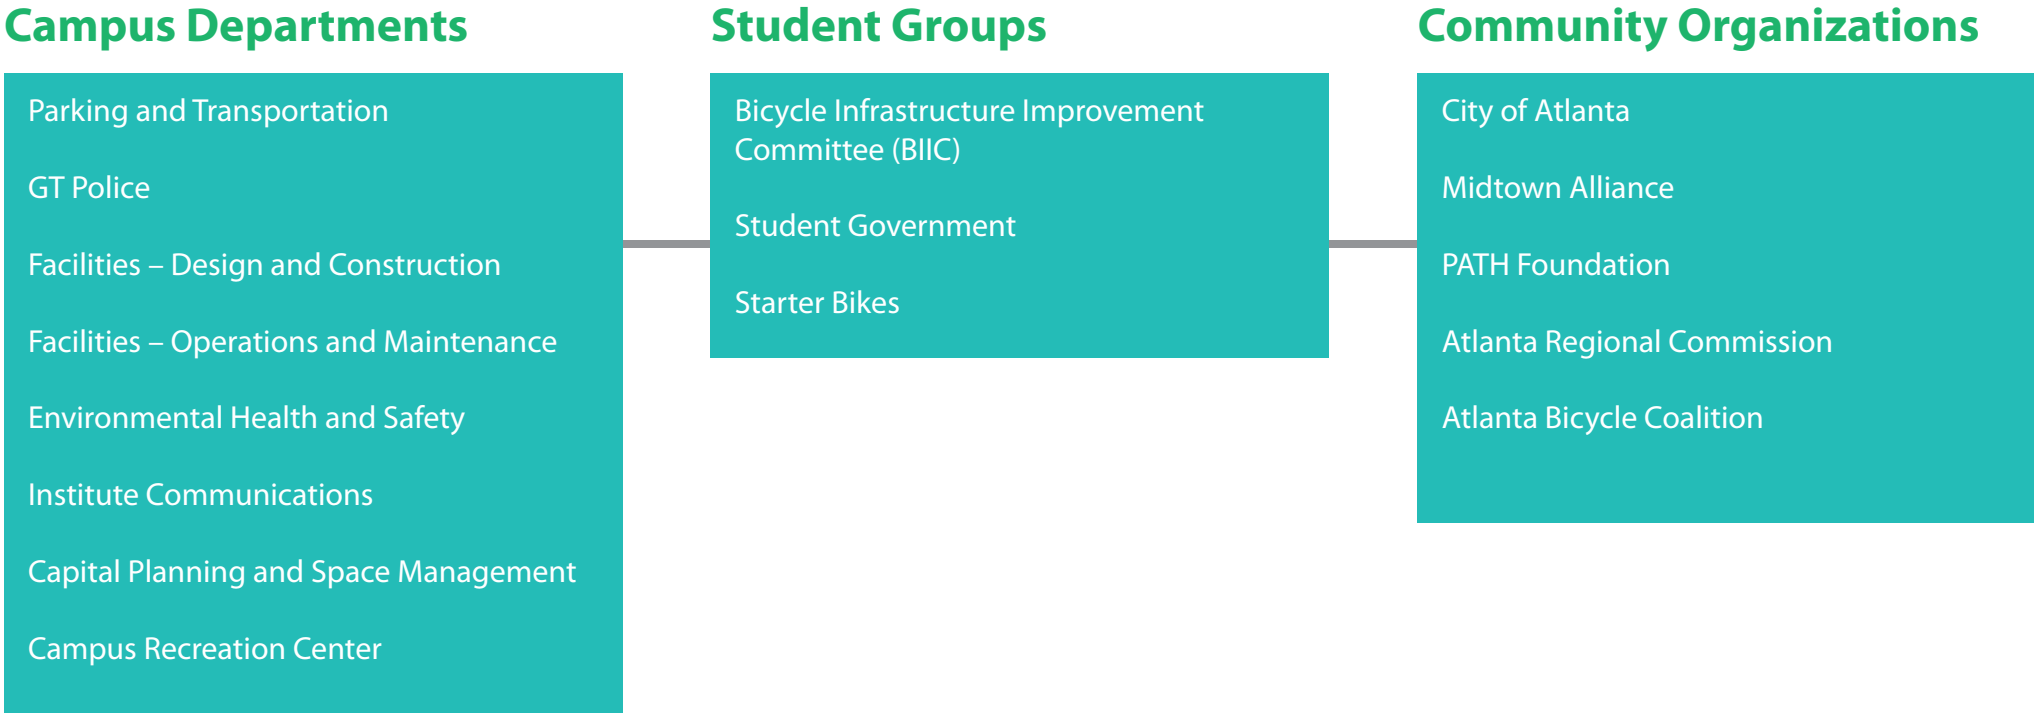 Campus Departments
Parking and Transportation
GT Police
Facilities – Design and Construction
Facilities – Operations and Maintenance
Environmental Health and Safety
Institute Communications
Capital Planning and Space Management
Campus Recreation Center
Student Groups
Bicycle Infrastructure Improvement
Committee (BIIC)
Student Government
Starter Bikes
Community Organizations
City of Atlanta
Midtown Alliance
PATH Foundation
Atlanta Regional Commission
Atlanta Bicycle Coalition